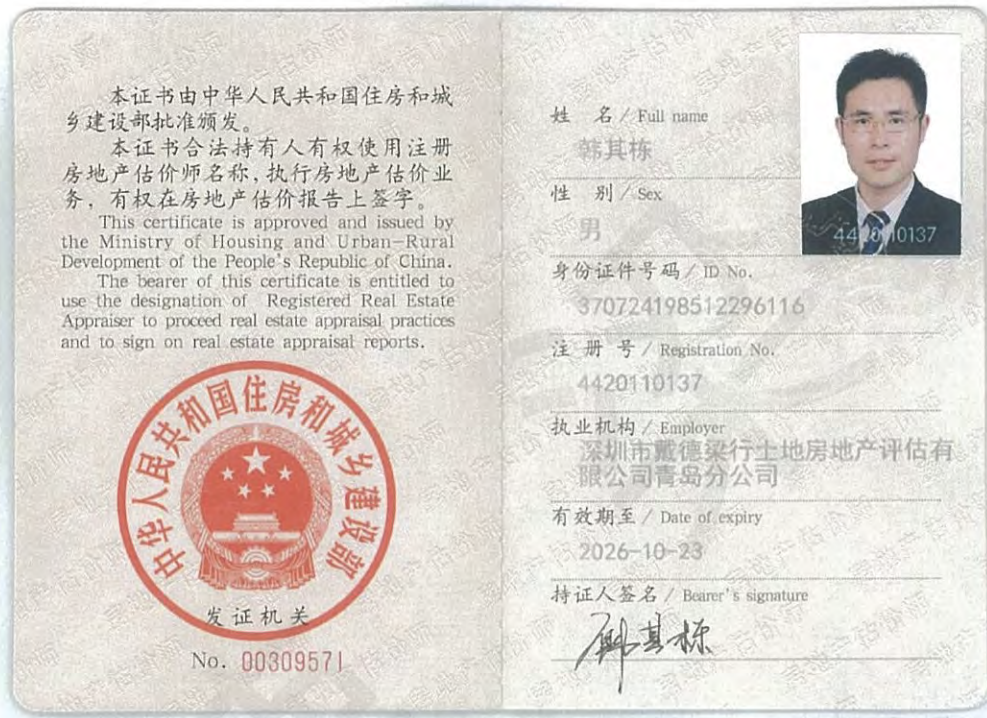 本证书由中华人民共和国住房和城
乡建设部批准颁发。
本证书合法持有人有权使用注册
房地产估价师名称，执行房地产估价业
务，有权在房地产估价报告上签字。
This certificate is approved and issued by
the Ministry of Housing and Urban-Rural
Development of the People's Republic of China.
The bearer of this certificate is entitled to
use the designation of Registered Real Estate
Appraiser to proceed real estate appraisal practices
and to sign on real estate appraisal reports.
中华人民共和国住房和城乡建设部
发证机关
No. 00309571
姓 名 / Full name
韩其栋
性 别 / Sex
男
身份证件号码 / ID No.
370724198512296116
注 册 号 / Registration No.
4420110137
执业机构 / Employer
深圳市戴德梁行土地房地产评估有
限公司青岛分公司
有效期至 / Date of expiry
2026-10-23
持证人签名 / Bearer's signature
韩其栋
4420110137